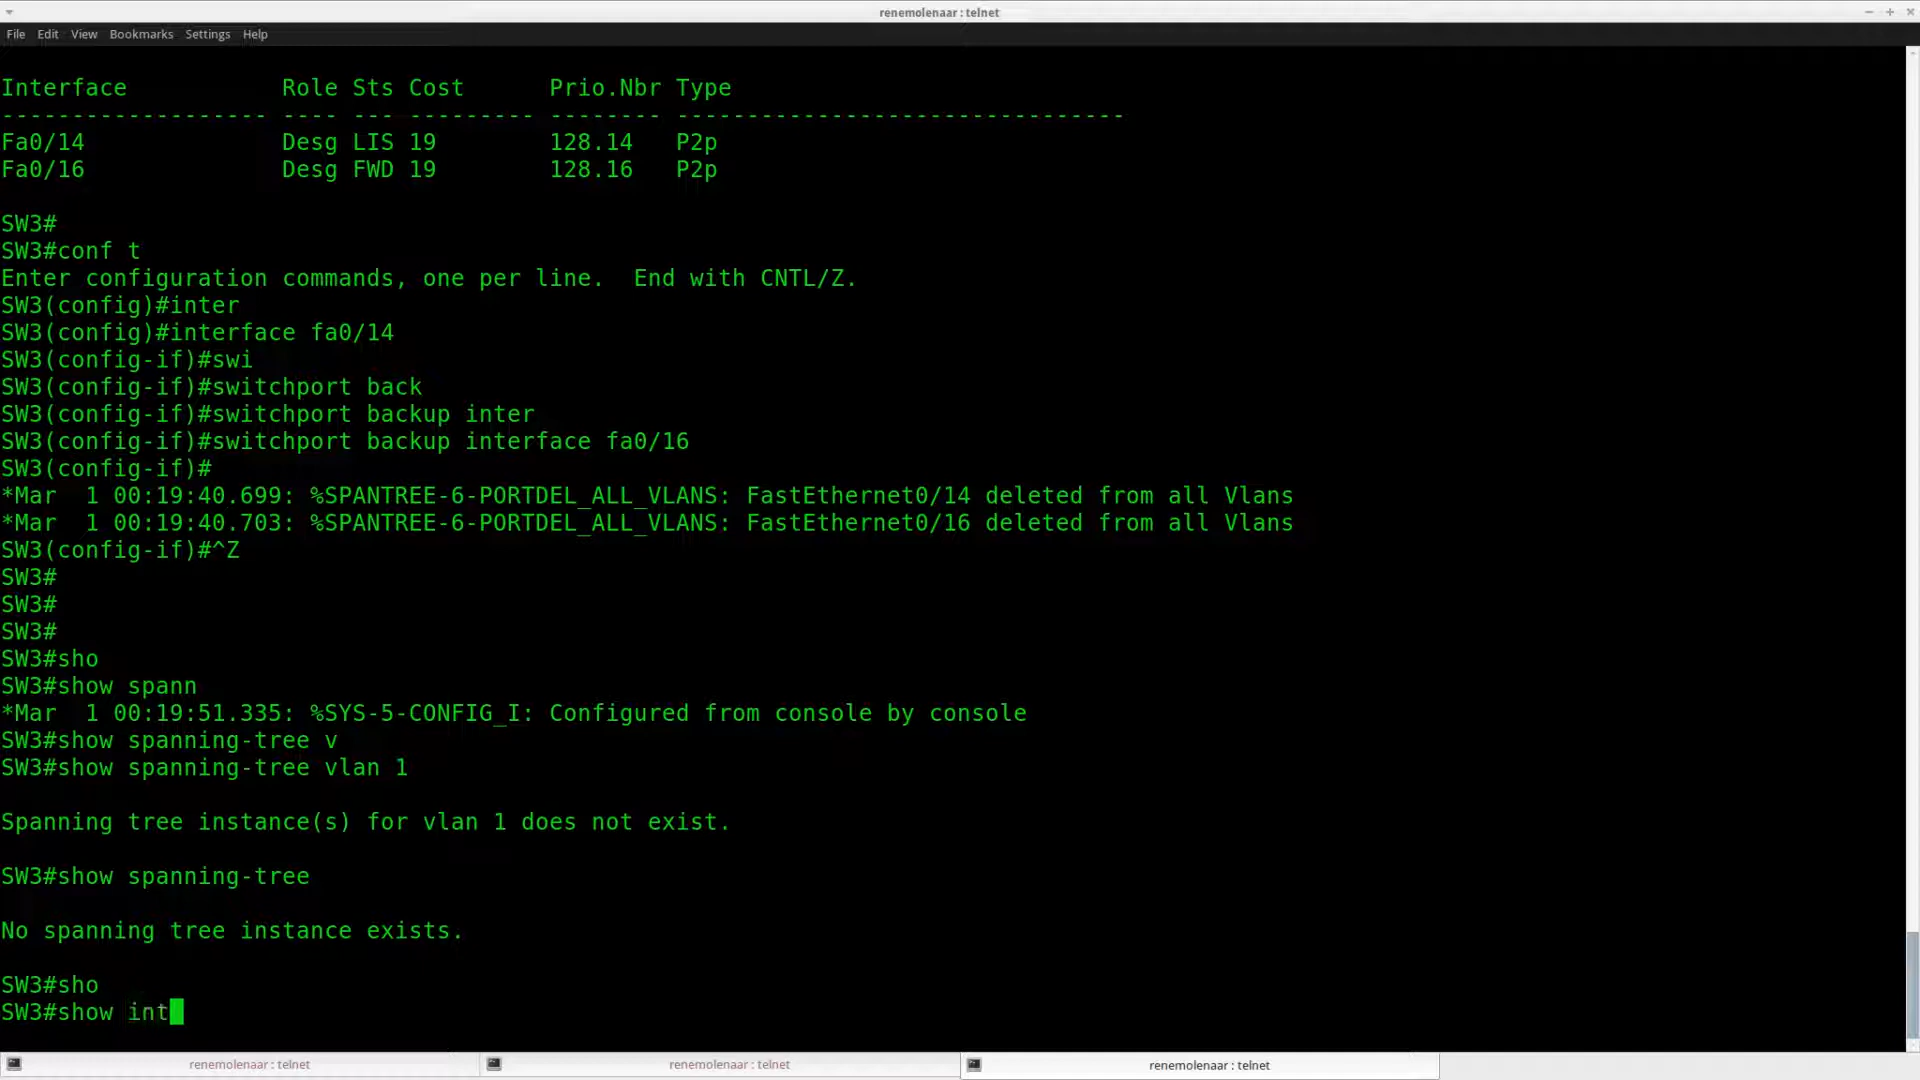 renemolenaar : telnet
File Edit View Bookmarks Settings Help
Interface           Role Sts Cost      Prio.Nbr Type
------------------- ---- --- --------- -------- --------------------------------
Fa0/14              Desg LIS 19        128.14   P2p
Fa0/16              Desg FWD 19        128.16   P2p
SW3#
SW3#conf t
Enter configuration commands, one per line.  End with CNTL/Z.
SW3(config)#inter
SW3(config)#interface fa0/14
SW3(config-if)#swi
SW3(config-if)#switchport back
SW3(config-if)#switchport backup inter
SW3(config-if)#switchport backup interface fa0/16
SW3(config-if)#
*Mar  1 00:19:40.699: %SPANTREE-6-PORTDEL_ALL_VLANS: FastEthernet0/14 deleted from all Vlans
*Mar  1 00:19:40.703: %SPANTREE-6-PORTDEL_ALL_VLANS: FastEthernet0/16 deleted from all Vlans
SW3(config-if)#^Z
SW3#
SW3#
SW3#
SW3#sho
SW3#show spann
*Mar  1 00:19:51.335: %SYS-5-CONFIG_I: Configured from console by console
SW3#show spanning-tree v
SW3#show spanning-tree vlan 1
Spanning tree instance(s) for vlan 1 does not exist.
SW3#show spanning-tree
No spanning tree instance exists.
SW3#sho
SW3#show int
renemolenaar : telnet renemolenaar : telnet renemolenaar : telnet